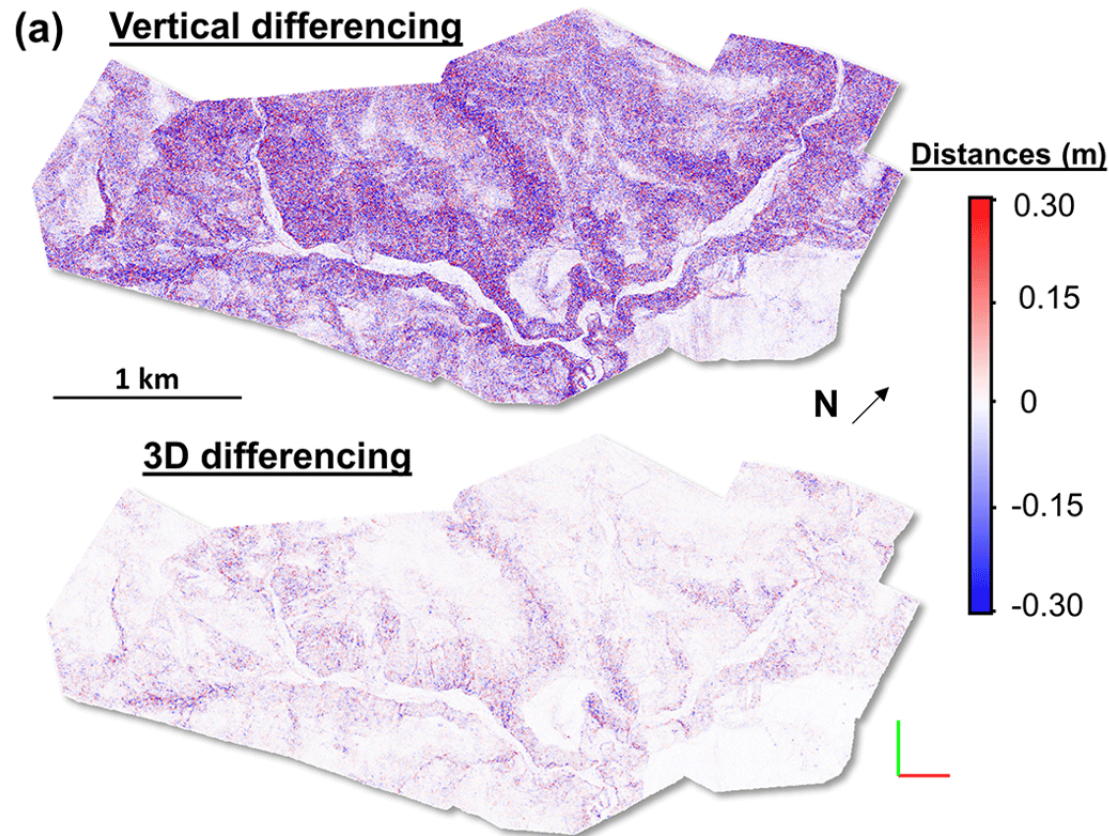 (a) Vertical differencing
Distances (m)
0.30
0.15
0
-0.15
-0.30
1 km
N
3D differencing